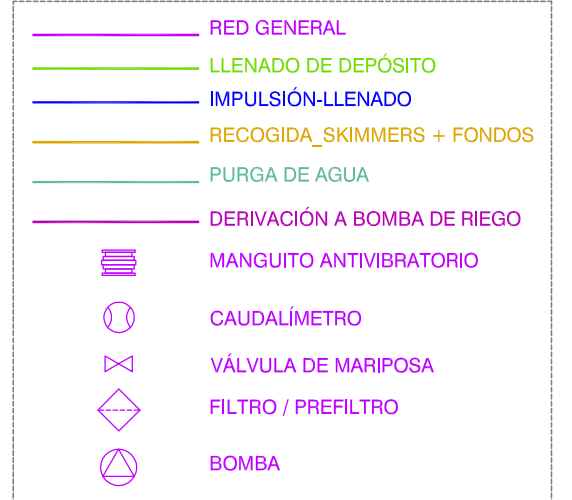 RED GENERAL
LLENADO DE DEPÓSITO
IMPULSIÓN-LLENADO
RECOGIDA_SKIMMERS + FONDOS
PURGA DE AGUA
DERIVACIÓN A BOMBA DE RIEGO
MANGUITO ANTIVIBRATORIO
CAUDALÍMETRO
VÁLVULA DE MARIPOSA
FILTRO / PREFILTRO
BOMBA